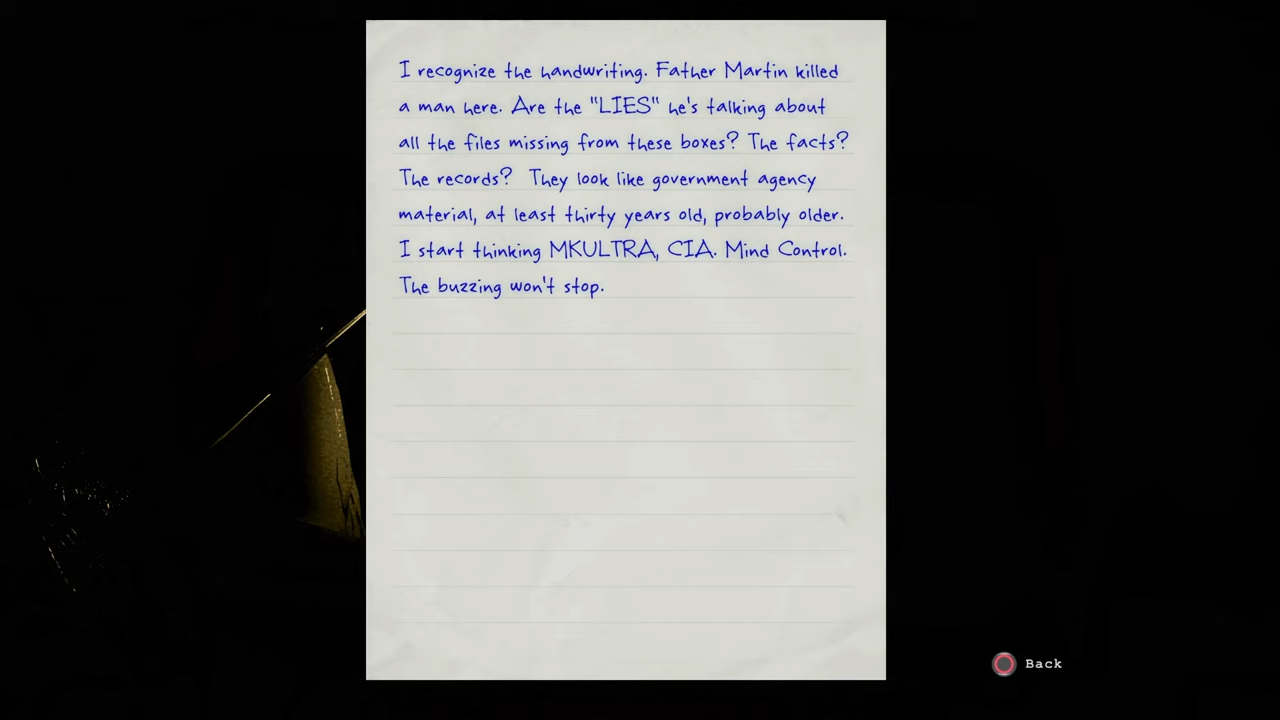 I recognize the handwriting. Father Martin killed
a man here. Are the "LIES" he's talking about
all the files missing from these boxes? The facts?
The records? They look like government agency
material, at least thirty years old, probably older.
I start thinking MKULTRA, CIA. Mind Control.
The buzzing won't stop.
Back